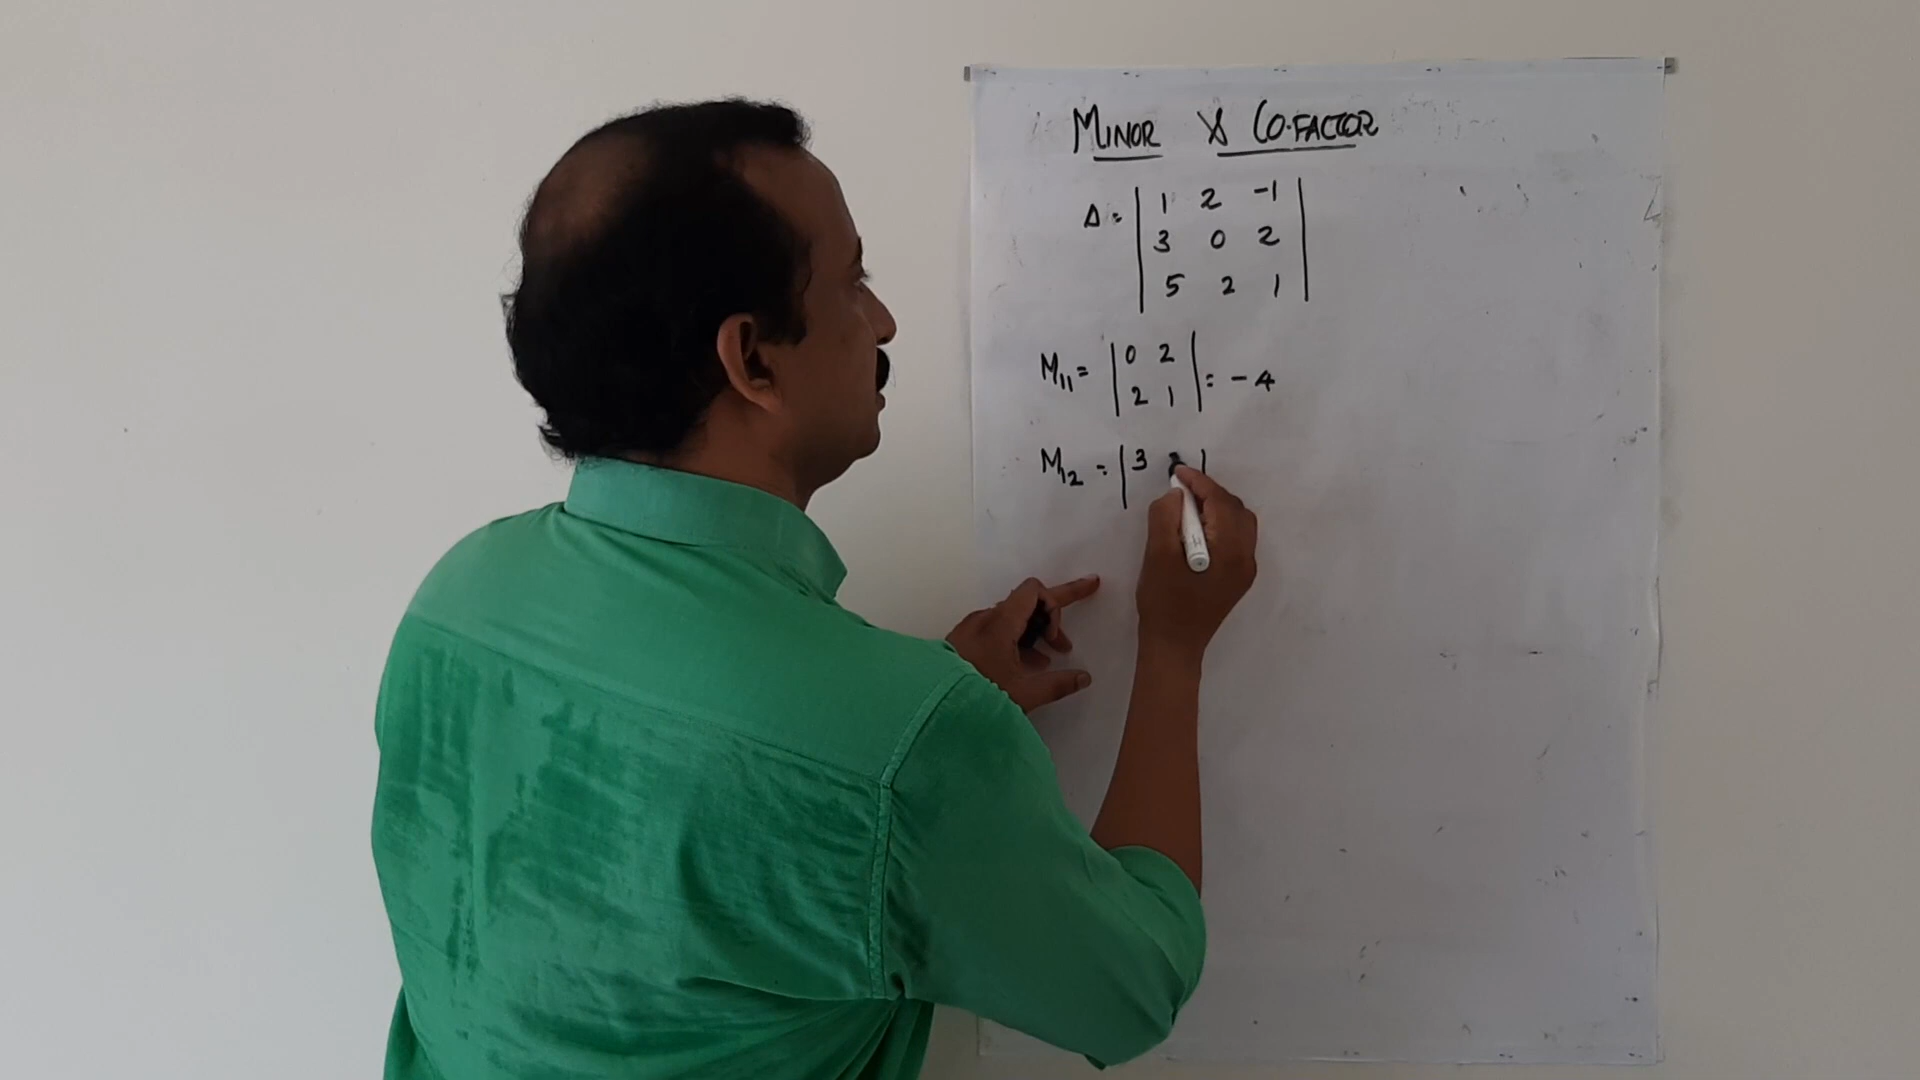 MINOR & CO-FACTOR
Δ = | 1 2 -1 |
| 3 0 2 |
| 5 2 1 |
M11 = | 0 2 | = -4
| 2 1 |
M12 = | 3 |